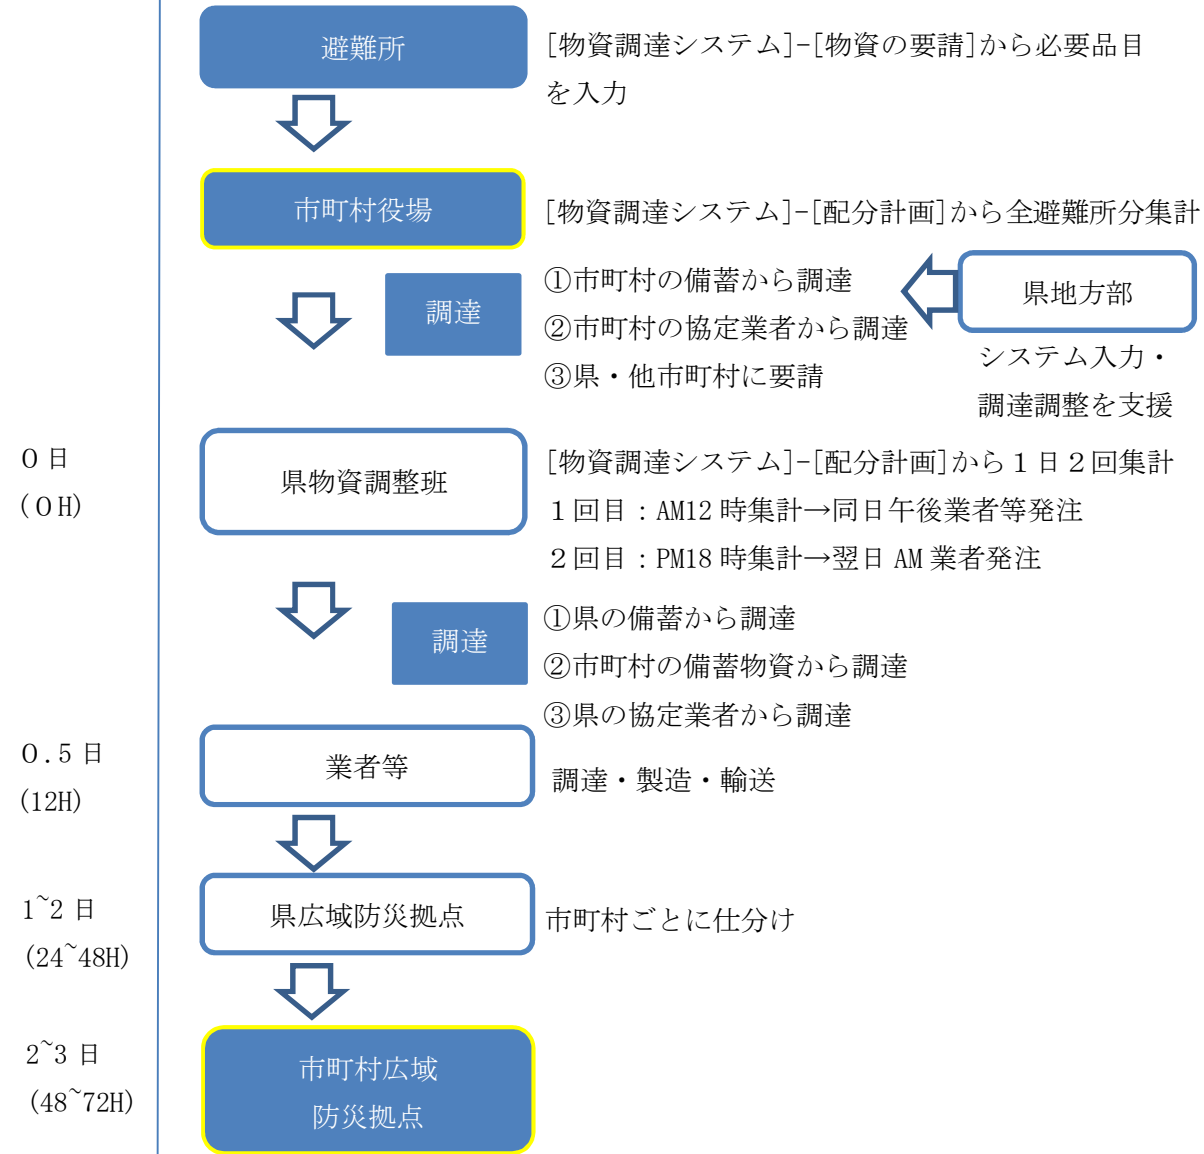 避難所
[物資調達システム]-[物資の要請]から必要品目
を入力
市町村役場
[物資調達システム]-[配分計画]から全避難所分集計
調達
①市町村の備蓄から調達
②市町村の協定業者から調達
③県・他市町村に要請
県地方部
システム入力・
調達調整を支援
0日
(0H)
県物資調整班
[物資調達システム]-[配分計画]から１日２回集計
１回目：AM12時集計→同日午後業者等発注
２回目：PM18時集計→翌日AM業者発注
調達
①県の備蓄から調達
②市町村の備蓄物資から調達
③県の協定業者から調達
0.5日
(12H)
業者等
調達・製造・輸送
1~2日
(24~48H)
県広域防災拠点
市町村ごとに仕分け
2~3日
(48~72H)
市町村広域
防災拠点